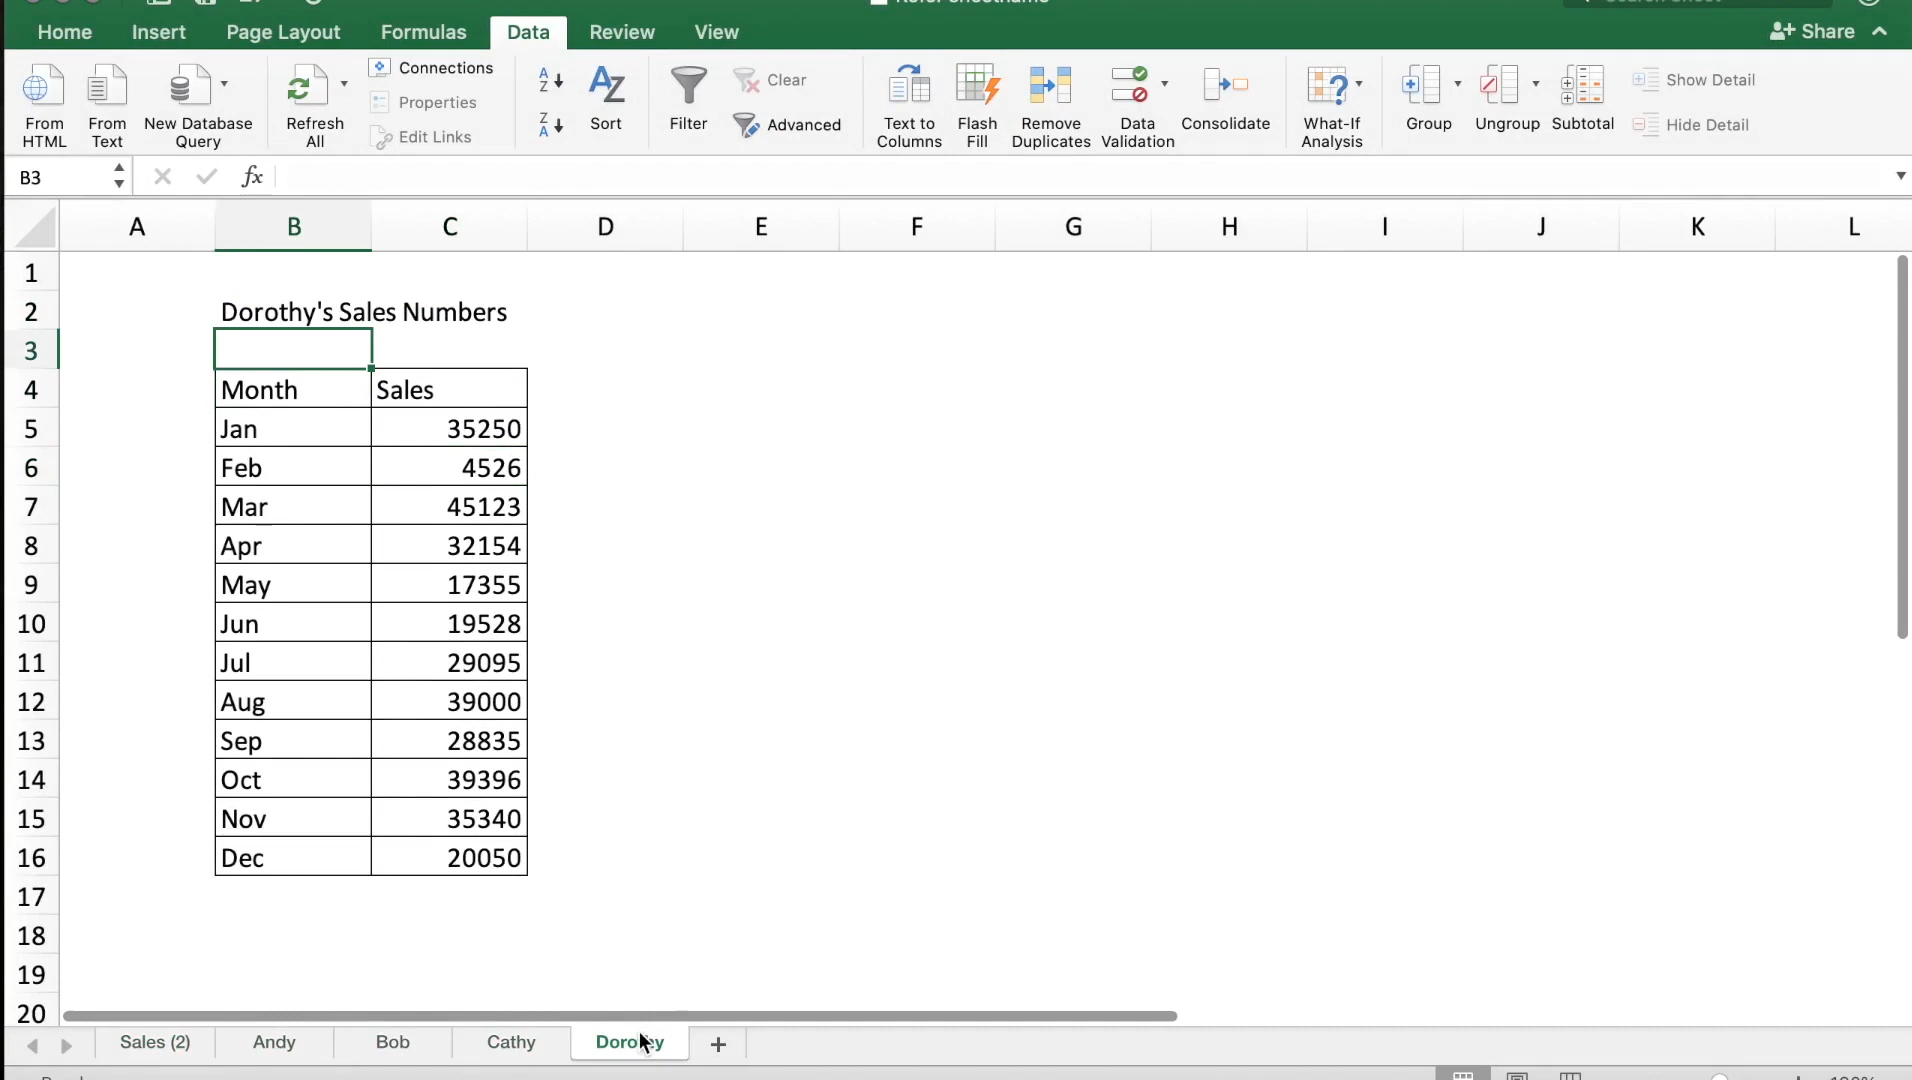 Home Insert Page Layout Formulas Data Review View Share
Connections
Properties
Edit Links
From HTML
From Text
New Database Query
Refresh All
A Z
Z A
Sort
Filter
Clear
Advanced
Text to Columns
Flash Fill
Remove Duplicates
Data Validation
Consolidate
What-If Analysis
Group
Ungroup
Subtotal
Show Detail
Hide Detail
B3 fx
A B C D E F G H I J K L
1
2 Dorothy's Sales Numbers
3
4 Month Sales
5 Jan 35250
6 Feb 4526
7 Mar 45123
8 Apr 32154
9 May 17355
10 Jun 19528
11 Jul 29095
12 Aug 39000
13 Sep 28835
14 Oct 39396
15 Nov 35340
16 Dec 20050
17
18
19
20
Sales (2) Andy Bob Cathy Dorothy +